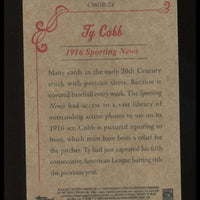 CMOR-28
Ty Cobb
1916 Sporting News
Many cards in the early 20th Century
stuck with portrait shots. Because it
covered baseball every week, The Sporting
News had access to a vast library of
outstanding action photos to use on its
1916 set. Cobb is pictured squaring to
bunt, which must have been a relief for
the pitcher. Ty had just captured his fifth
consecutive American League batting title
the previous year.